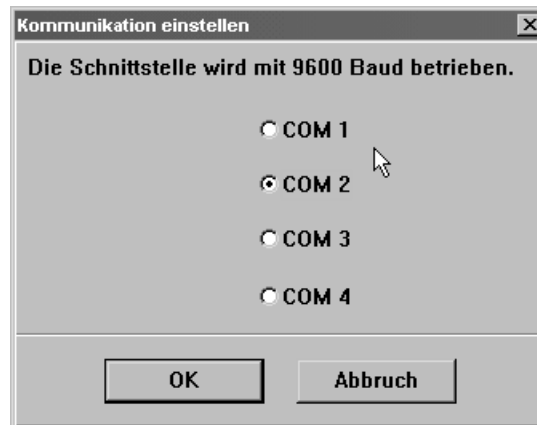 Kommunikation einstellen
Die Schnittstelle wird mit 9600 Baud betrieben.
COM 1
COM 2
COM 3
COM 4
OK Abbruch